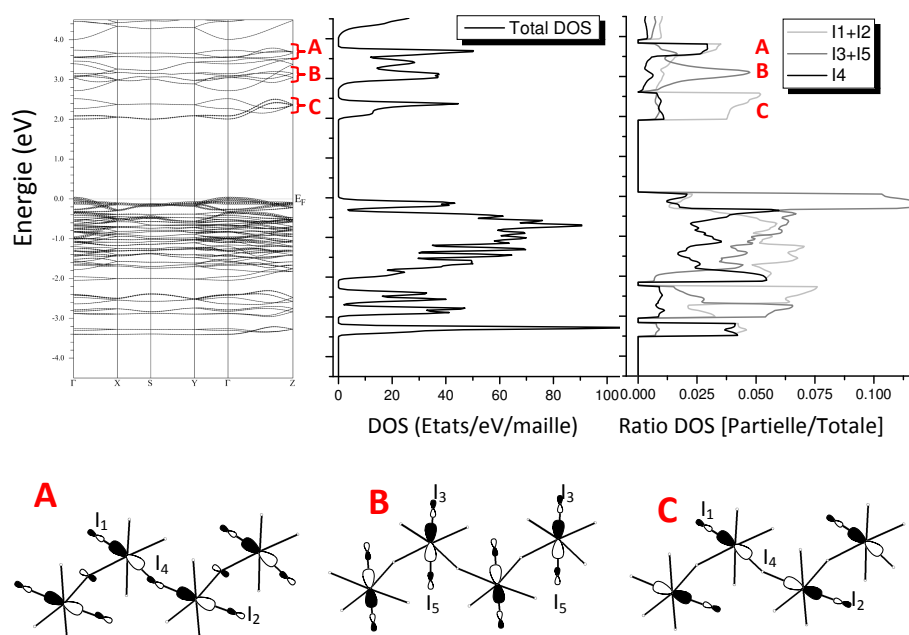 Energie (eV)
4.0
3.0
2.0
1.0
0.0
-1.0
-2.0
-3.0
-4.0
Γ X S Y Γ Z
E_F
A
B
C
Total DOS
0 20 40 60 80 1000
DOS (Etats/eV/maille)
I1+I2
I3+I5
I4
A
B
C
0.000 0.025 0.050 0.075 0.100
Ratio DOS [Partielle/Totale]
A
I₁
I₄
I₂
B
I₃
I₃
I₅
I₅
C
I₁
I₄
I₂